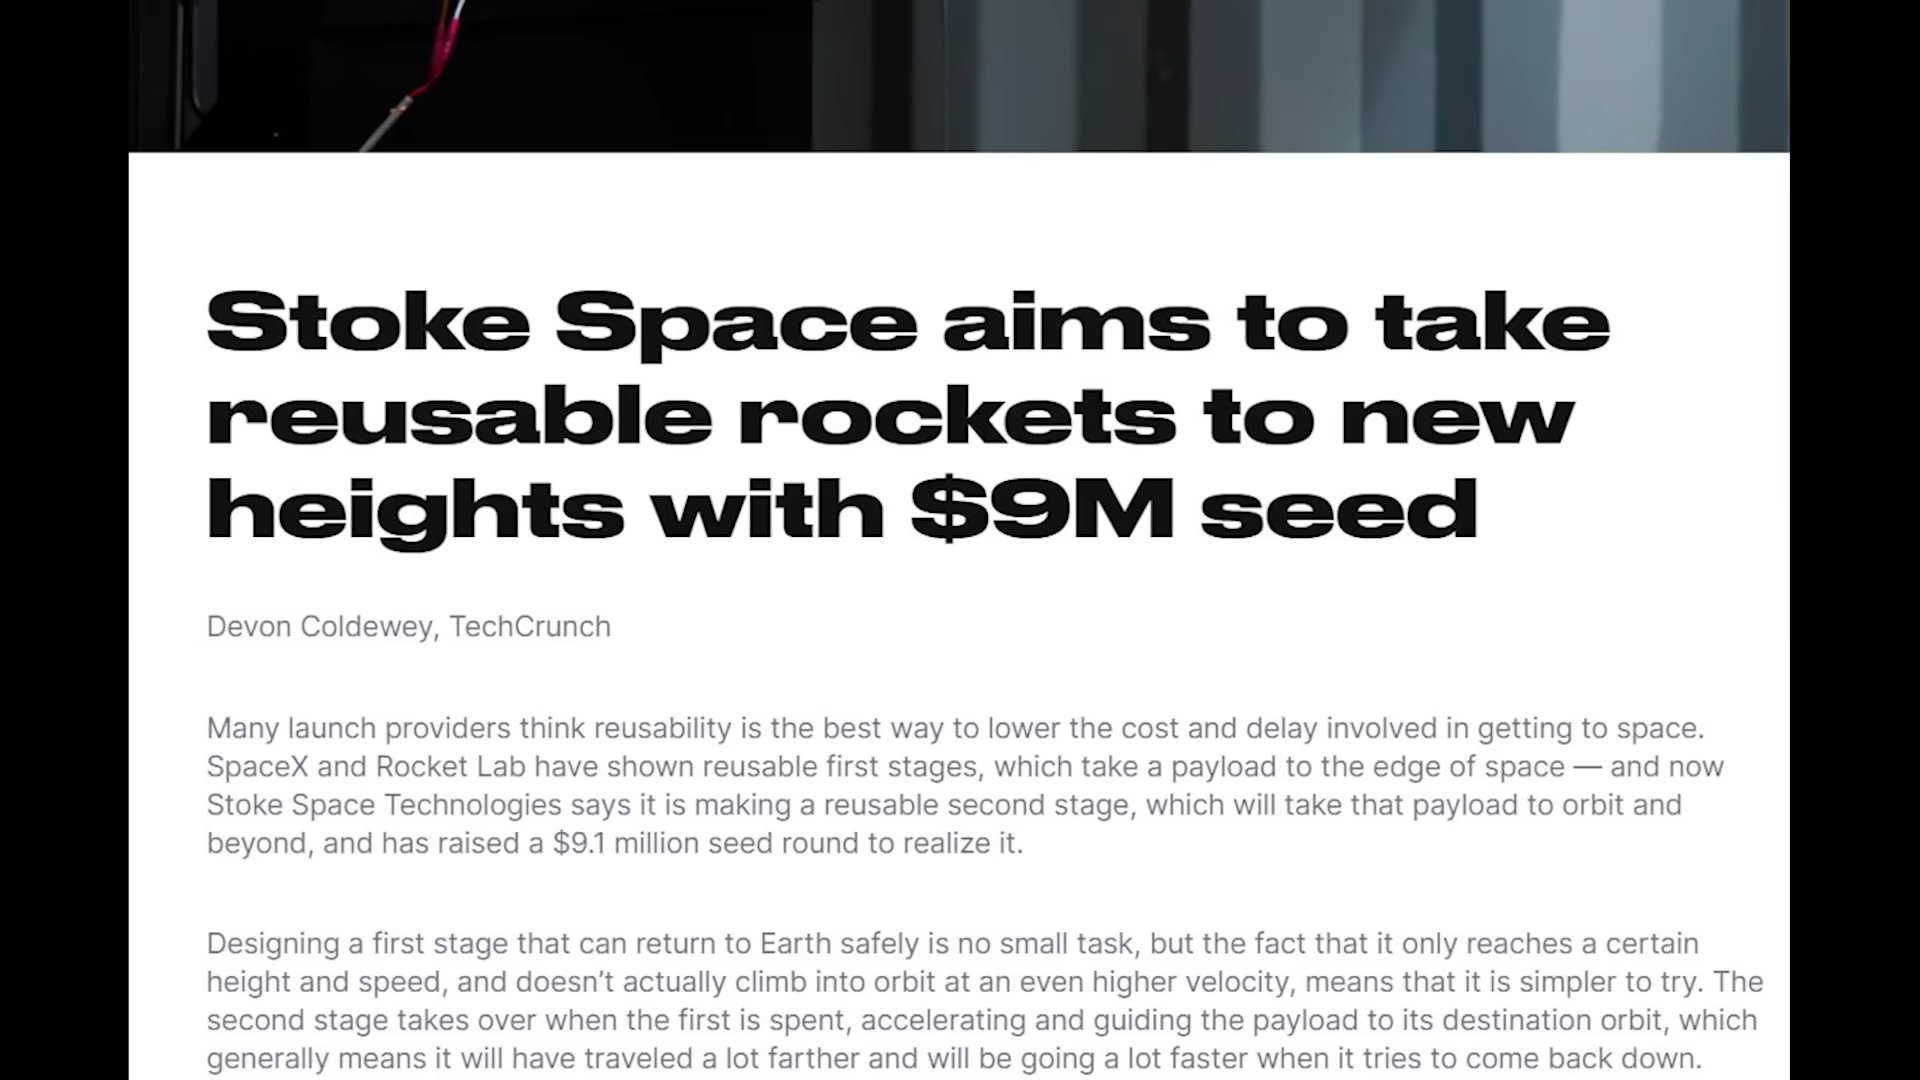 Stoke Space aims to take
reusable rockets to new
heights with $9M seed
Devon Coldewey, TechCrunch
Many launch providers think reusability is the best way to lower the cost and delay involved in getting to space.
SpaceX and Rocket Lab have shown reusable first stages, which take a payload to the edge of space — and now
Stoke Space Technologies says it is making a reusable second stage, which will take that payload to orbit and
beyond, and has raised a $9.1 million seed round to realize it.
Designing a first stage that can return to Earth safely is no small task, but the fact that it only reaches a certain
height and speed, and doesn’t actually climb into orbit at an even higher velocity, means that it is simpler to try. The
second stage takes over when the first is spent, accelerating and guiding the payload to its destination orbit, which
generally means it will have traveled a lot farther and will be going a lot faster when it tries to come back down.